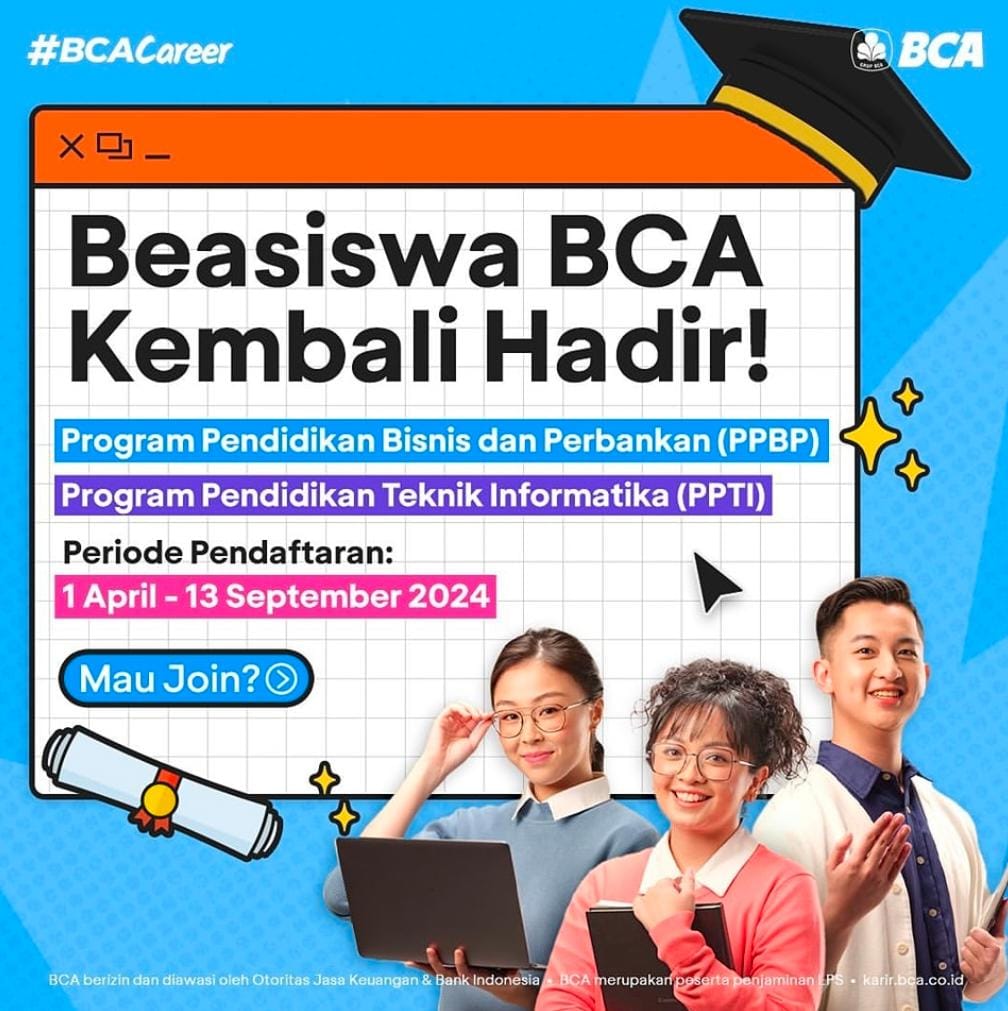 #BCACareer
BCA
Beasiswa BCA
Kembali Hadir!
Program Pendidikan Bisnis dan Perbankan (PPBP)
Program Pendidikan Teknik Informatika (PPTI)
Periode Pendaftaran:
1 April - 13 September 2024
Mau Join?
BCA berizin dan diawasi oleh Otoritas Jasa Keuangan & Bank Indonesia • BCA merupakan peserta penjaminan LPS • karir.bca.co.id